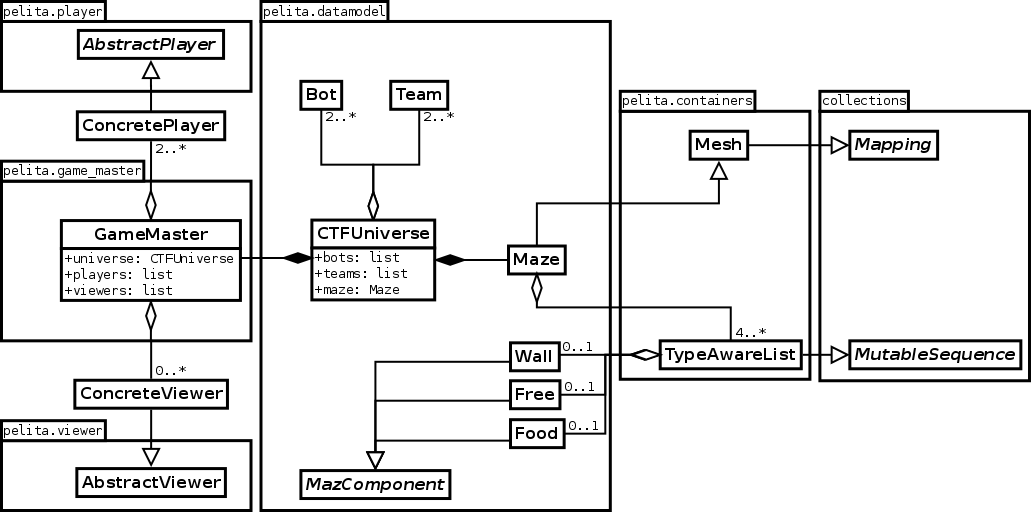 pelita.player
AbstractPlayer
ConcretePlayer
2..*
pelita.game_master
GameMaster
+universe: CTFUniverse
+players: list
+viewers: list
0..*
ConcreteViewer
pelita.viewer
AbstractViewer
pelita.datamodel
Bot
Team
2..*
2..*
CTFUniverse
+bots: list
+teams: list
+maze: Maze
Maze
Wall
0..1
Free
0..1
Food
0..1
MazComponent
pelita.containers
Mesh
4..*
TypeAwareList
collections
Mapping
MutableSequence